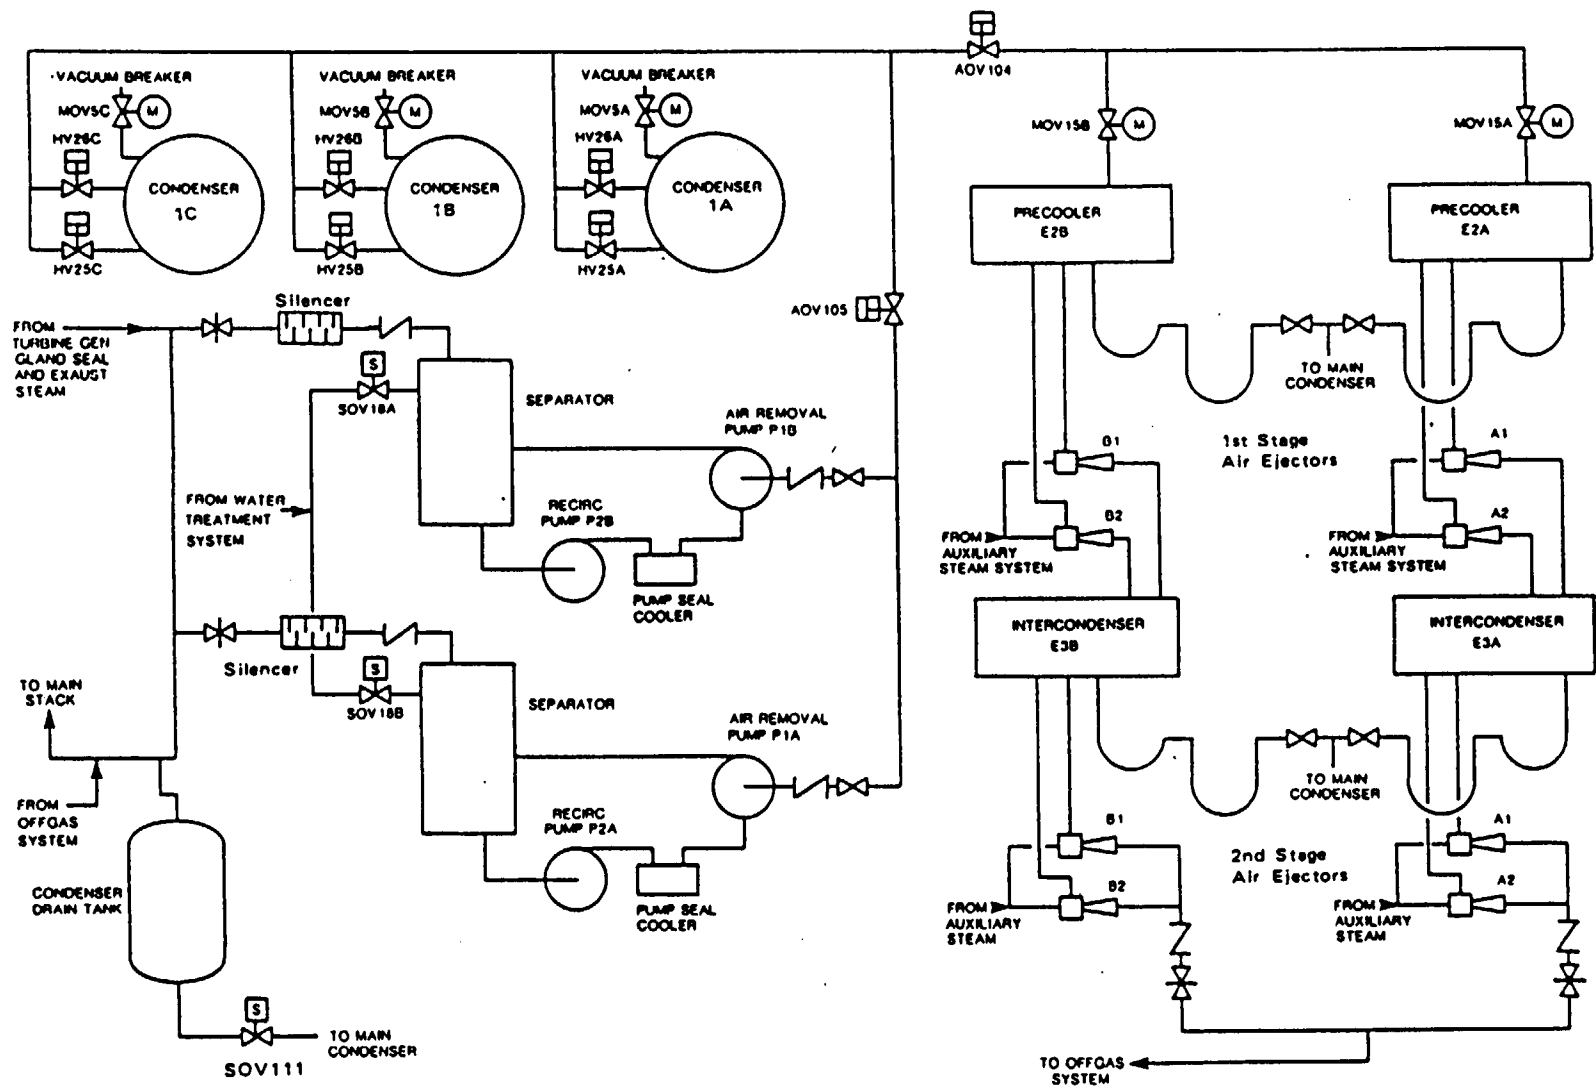 AOV104
VACUUM BREAKER
MOV5C
M
HV26C
CONDENSER
1C
HV25C
VACUUM BREAKER
MOV5B
M
HV26B
CONDENSER
1B
HV25B
VACUUM BREAKER
MOV5A
M
HV26A
CONDENSER
1A
HV25A
MOV15B
M
MOV15A
M
PRECOOLER
E2B
PRECOOLER
E2A
AOV105
Silencer
FROM
TURBINE GEN
GLAND SEAL
AND EXAUST
STEAM
S
SOV18A
SEPARATOR
AIR REMOVAL
PUMP P1B
TO MAIN
CONDENSER
1st Stage
Air Ejectors
B1
B2
A1
A2
FROM
AUXILIARY
STEAM SYSTEM
FROM
AUXILIARY
STEAM SYSTEM
FROM WATER
TREATMENT
SYSTEM
RECIRC
PUMP P2B
PUMP SEAL
COOLER
INTERCONDENSER
E3B
INTERCONDENSER
E3A
Silencer
S
SOV18B
SEPARATOR
AIR REMOVAL
PUMP P1A
TO MAIN
STACK
FROM
OFFGAS
SYSTEM
RECIRC
PUMP P2A
PUMP SEAL
COOLER
TO MAIN
CONDENSER
2nd Stage
Air Ejectors
B1
B2
A1
A2
FROM
AUXILIARY
STEAM
FROM
AUXILIARY
STEAM
CONDENSER
DRAIN TANK
S
SOV111
TO MAIN
CONDENSER
TO OFFGAS
SYSTEM